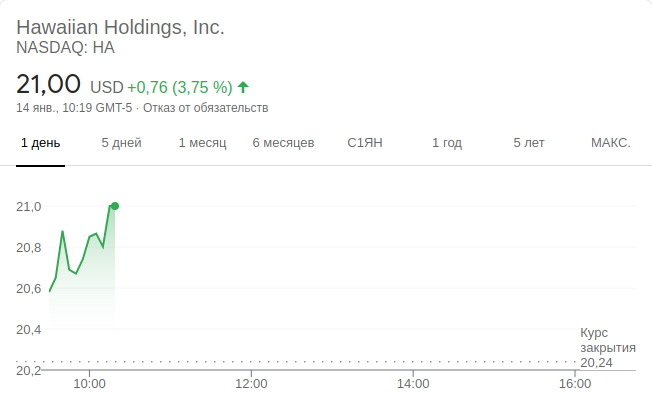 Hawaiian Holdings, Inc.
NASDAQ: HA
21,00 USD +0,76 (3,75 %)
14 янв., 10:19 GMT-5 · Отказ от обязательств
1 день 5 дней 1 месяц 6 месяцев С1ЯН 1 год 5 лет МАКС.
21,0
20,8
20,6
20,4
Курс
закрытия
20,24
20,2
10:00 12:00 14:00 16:00